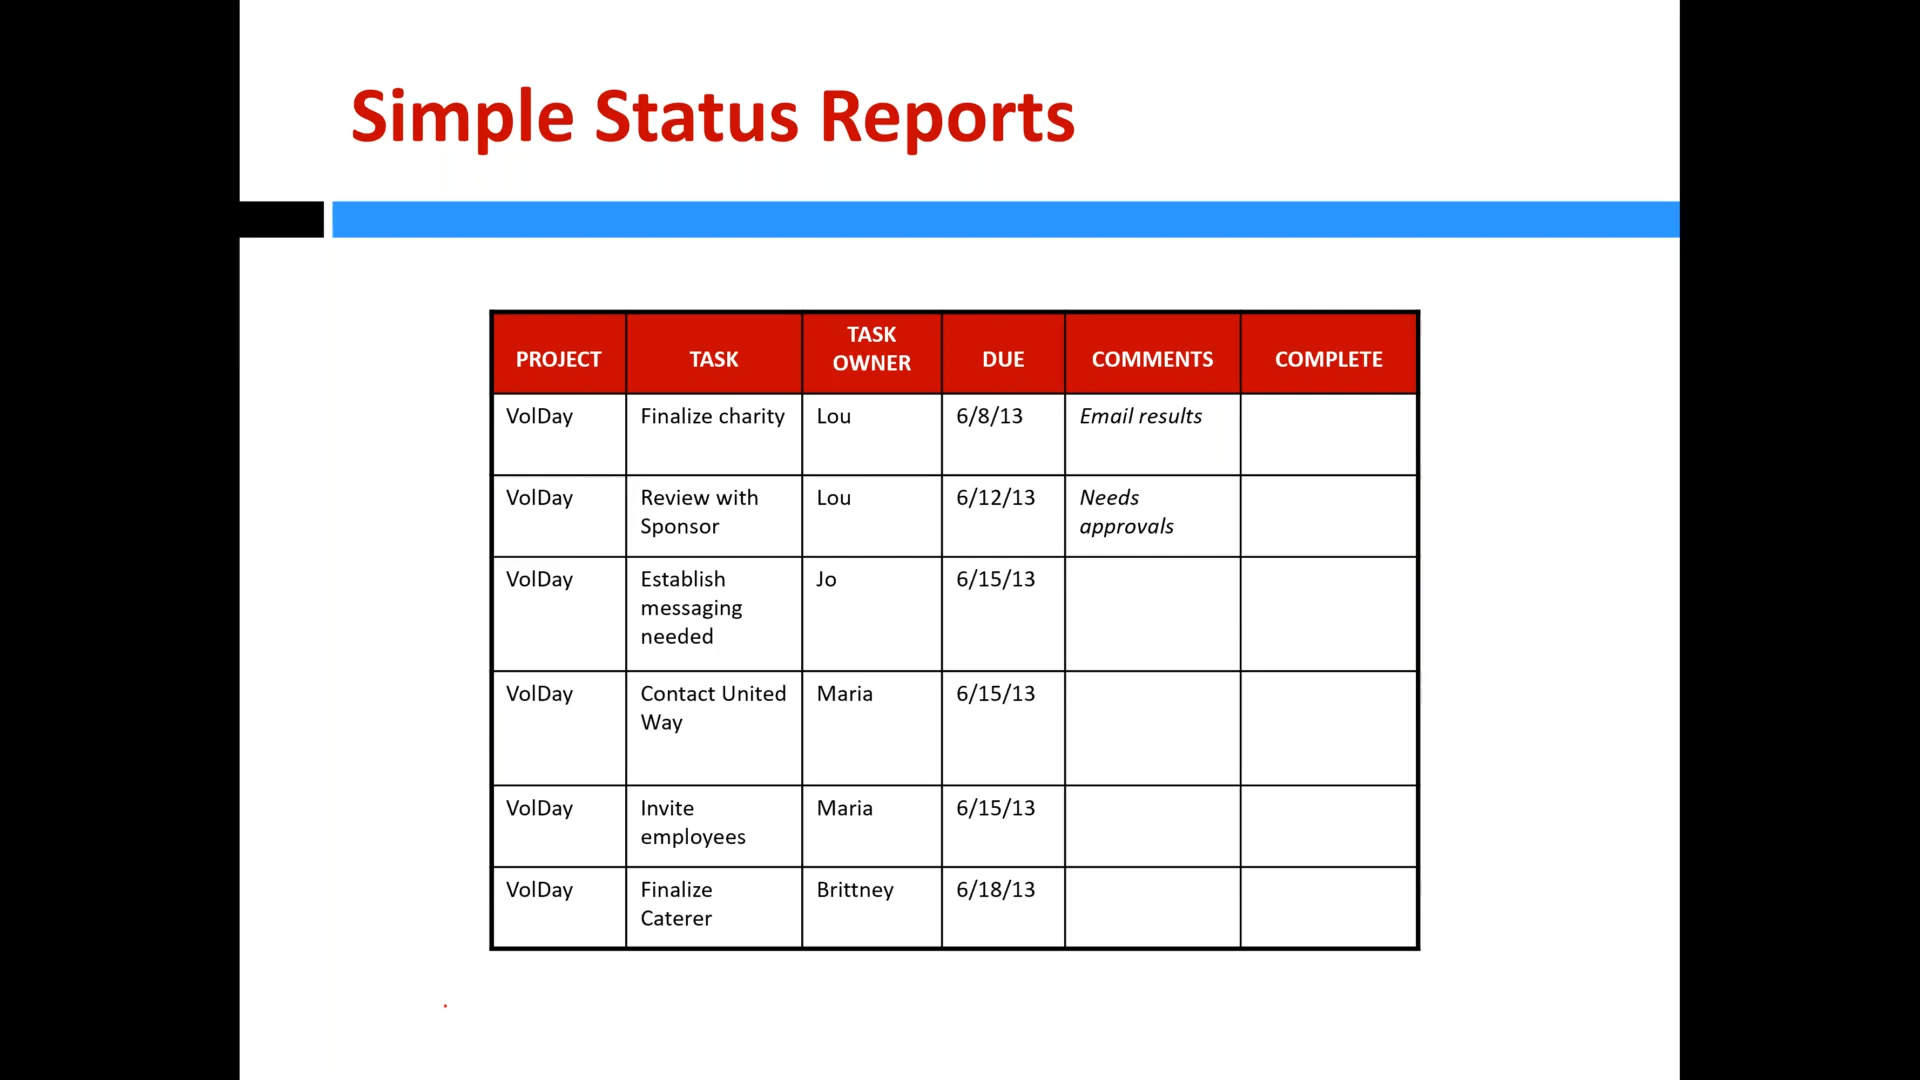 Simple Status Reports
PROJECT TASK TASK OWNER DUE COMMENTS COMPLETE
VolDay Finalize charity Lou 6/8/13 Email results
VolDay Review with Sponsor Lou 6/12/13 Needs approvals
VolDay Establish messaging needed Jo 6/15/13
VolDay Contact United Way Maria 6/15/13
VolDay Invite employees Maria 6/15/13
VolDay Finalize Caterer Brittney 6/18/13